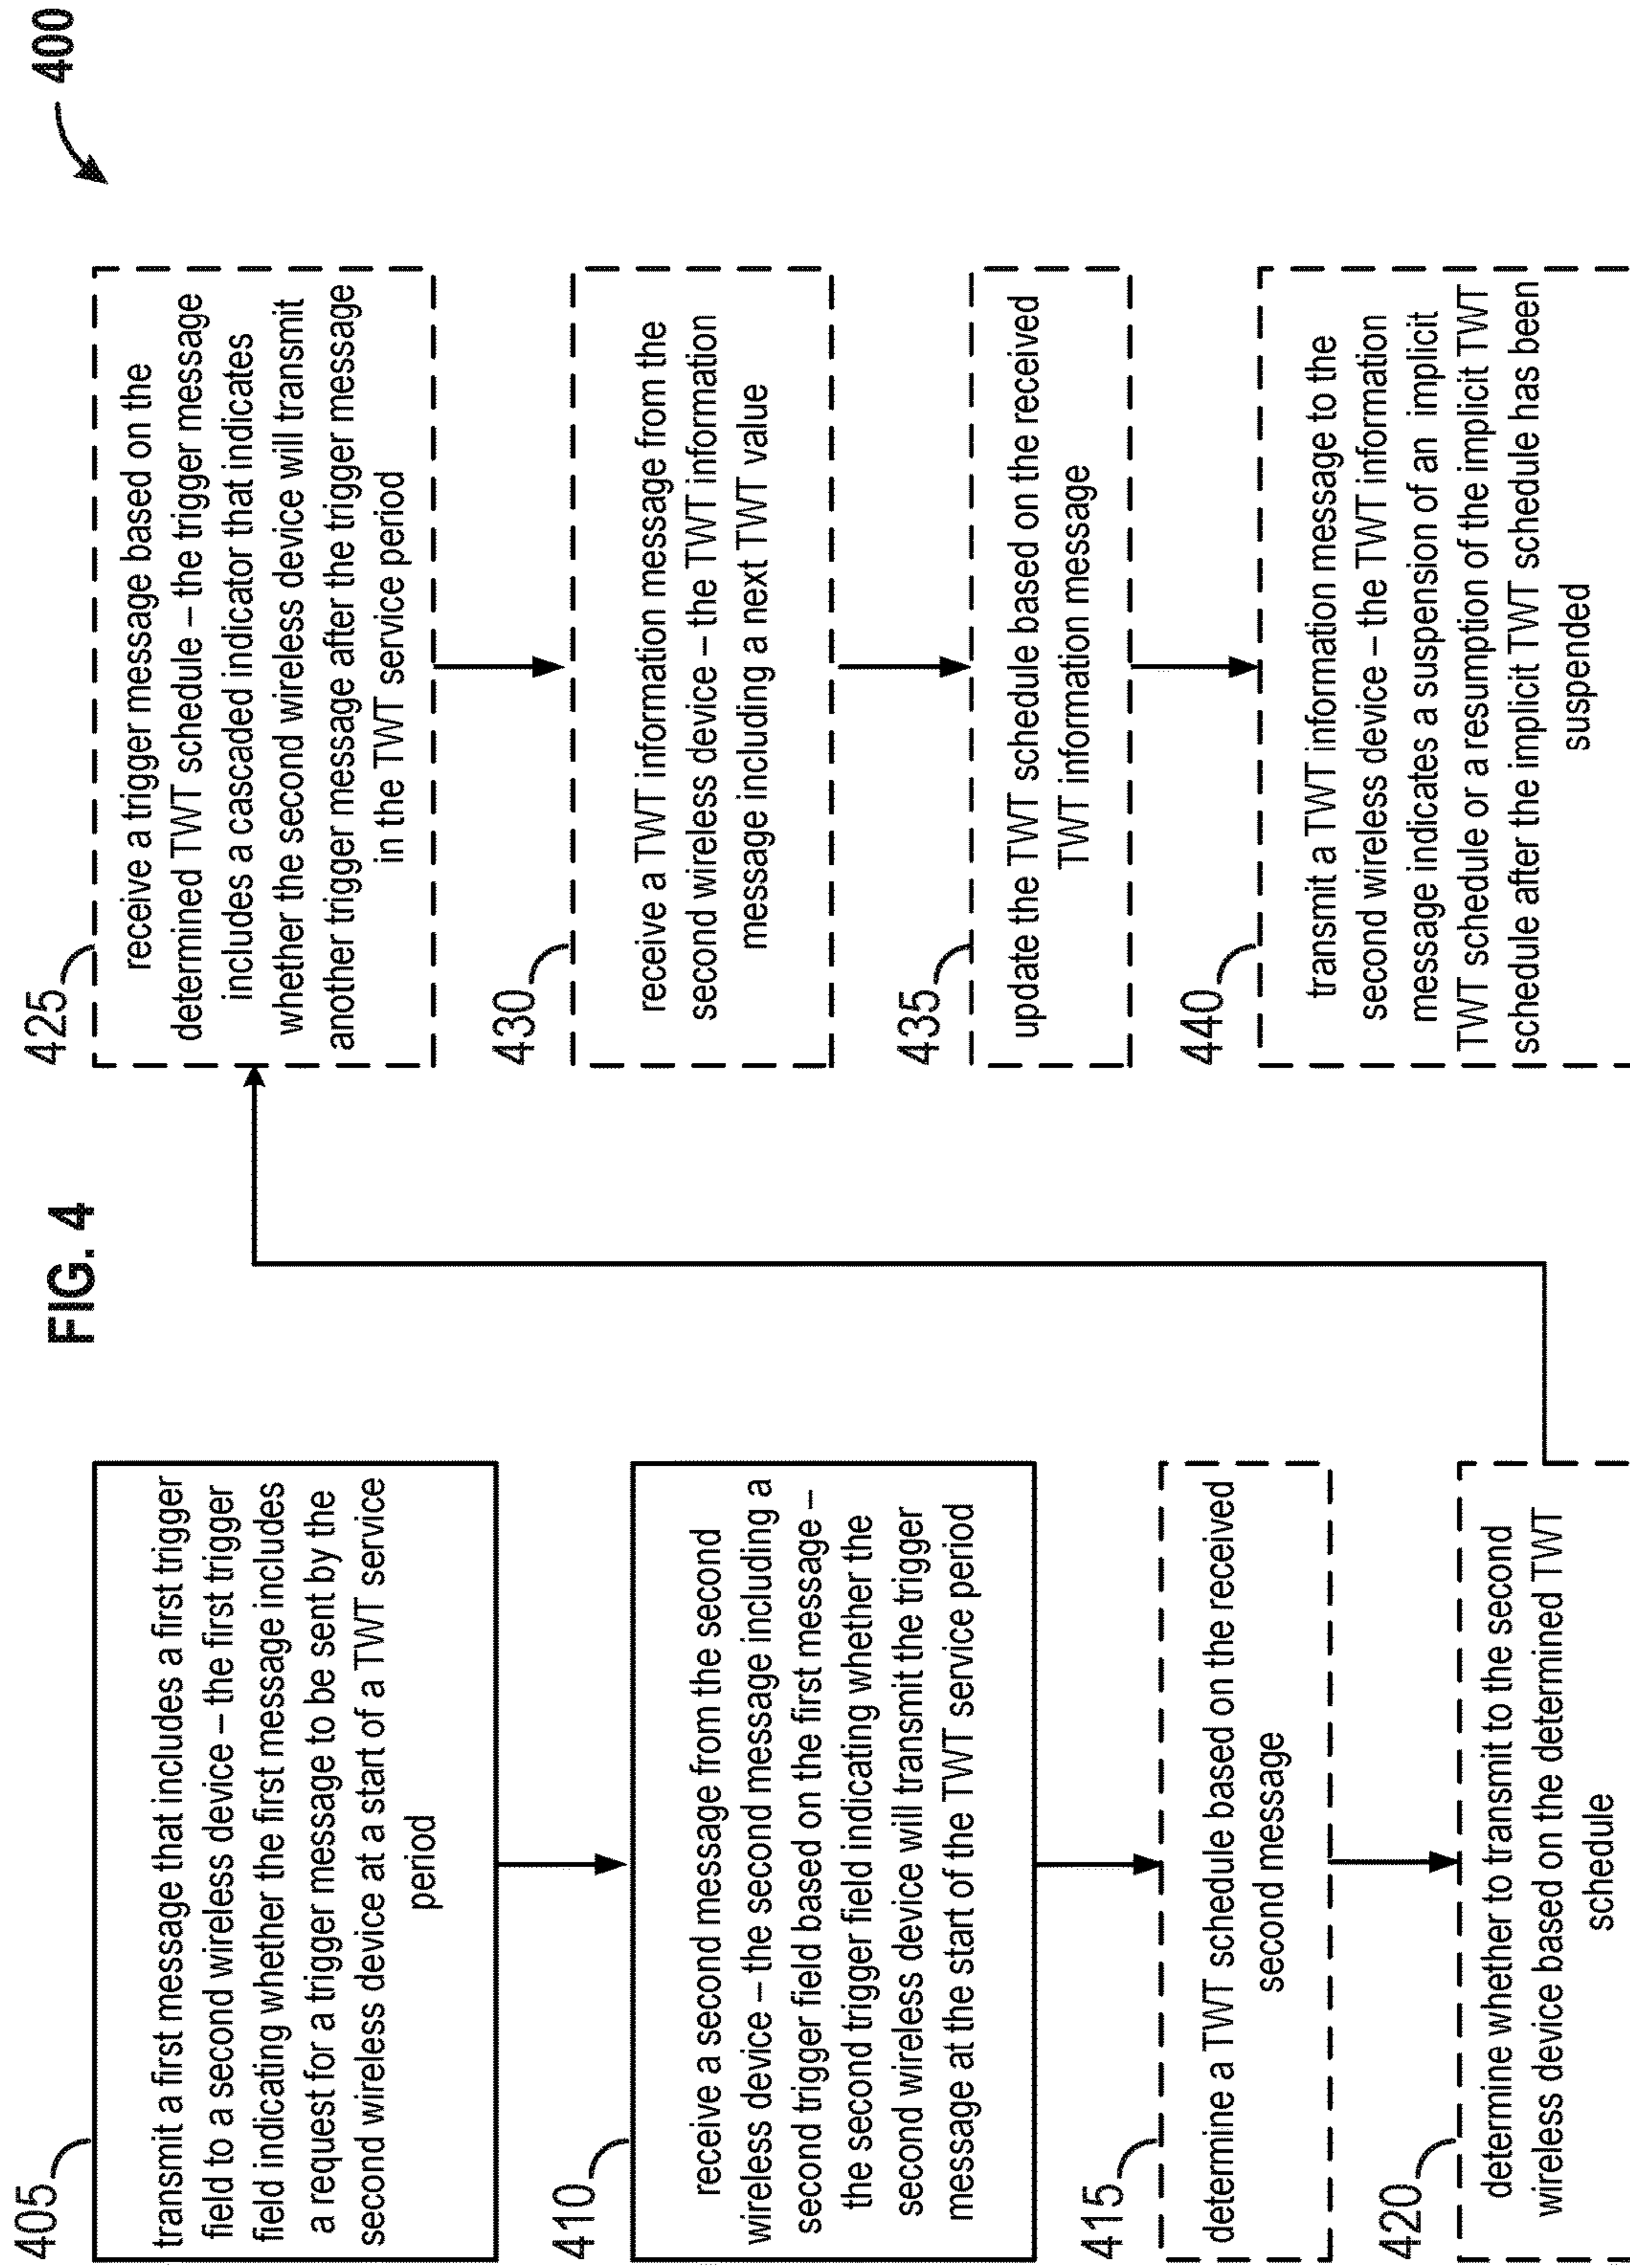 FIG. 4
400
405
transmit a first message that includes a first trigger
field to a second wireless device – the first trigger
field indicating whether the first message includes
a request for a trigger message to be sent by the
second wireless device at a start of a TWT service
period
410
receive a second message from the second
wireless device – the second message including a
second trigger field based on the first message –
the second trigger field indicating whether the
second wireless device will transmit the trigger
message at the start of the TWT service period
415
determine a TWT schedule based on the received
second message
420
determine whether to transmit to the second
wireless device based on the determined TWT
schedule
425
receive a trigger message based on the
determined TWT schedule – the trigger message
includes a cascaded indicator that indicates
whether the second wireless device will transmit
another trigger message after the trigger message
in the TWT service period
430
receive a TWT information message from the
second wireless device – the TWT information
message including a next TWT value
435
update the TWT schedule based on the received
TWT information message
440
transmit a TWT information message to the
second wireless device – the TWT information
message indicates a suspension of an implicit
TWT schedule or a resumption of the implicit TWT
schedule after the implicit TWT schedule has been
suspended